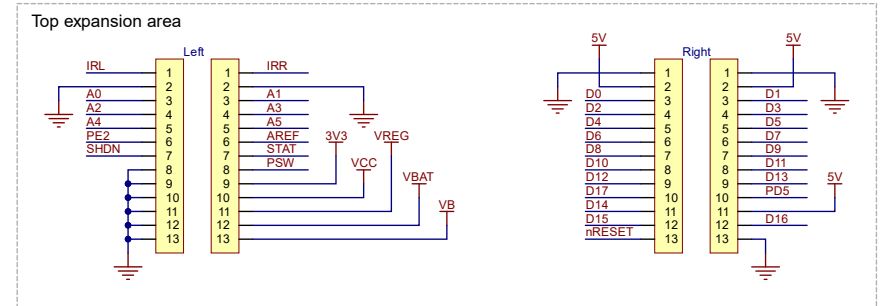 Top expansion area
Left
Right
5V
5V
IRL
1
1
IRR
1
1
2
2
2
2
A0
3
3
A1
D0
3
3
D1
A2
4
4
A3
D2
4
4
D3
A4
5
5
A5
D4
5
5
D5
PE2
6
6
AREF
3V3
VREG
D6
6
6
D7
SHDN
7
7
STAT
D8
7
7
D9
8
8
PSW
VCC
D10
8
8
D11
9
9
VBAT
D12
9
9
D13
5V
10
10
D17
10
10
PD5
11
11
VB
D14
11
11
12
12
D15
12
12
D16
13
13
nRESET
13
13